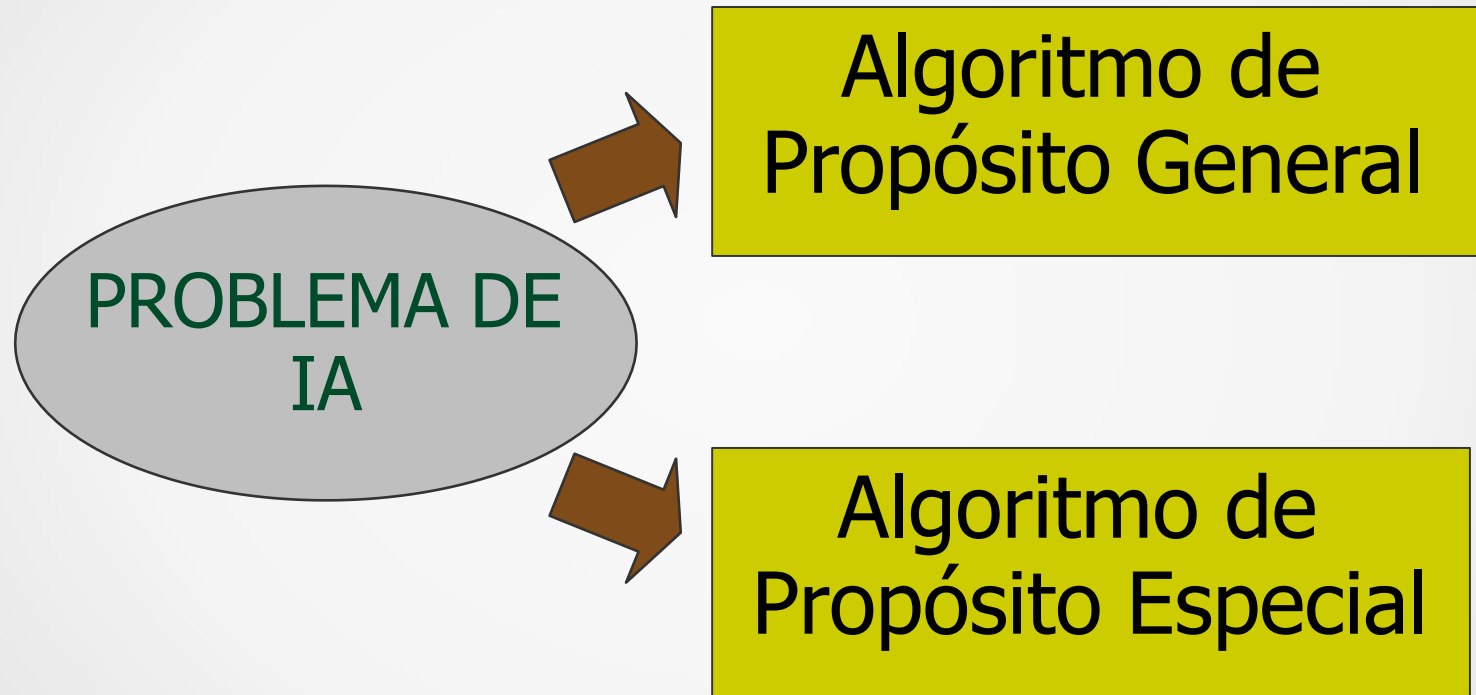 Algoritmo de
Propósito General
PROBLEMA DE
IA
Algoritmo de
Propósito Especial